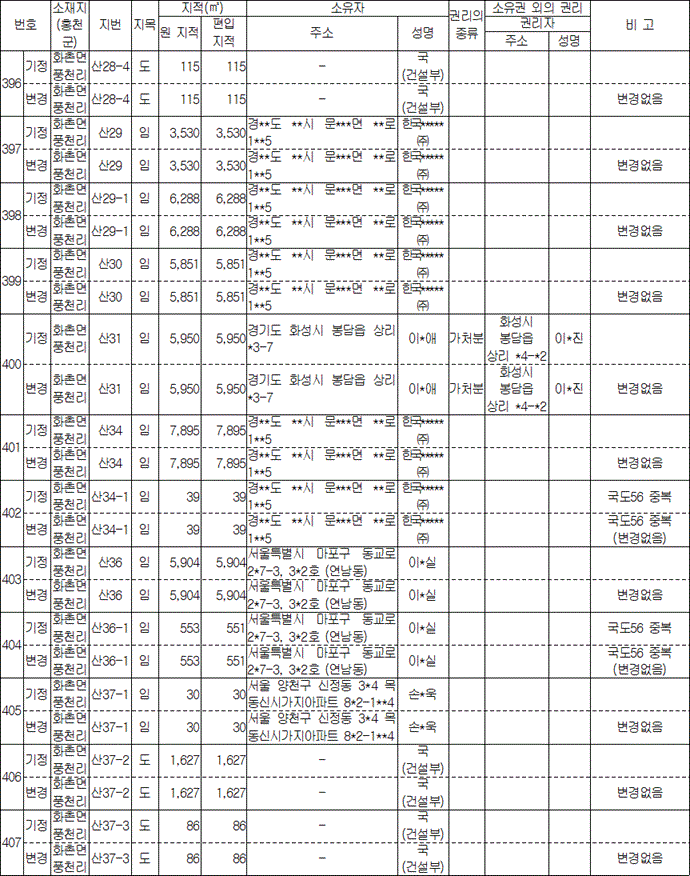 번호 소재지 (홍천군) 지번 지목 지적(㎡) 소유자 권리의 종류 소유권 외의 권리 비 고
원 지적 편입 지적 주소 성명 권리자
주소 성명
396 기정 화촌면 풍천리 산28-4 도 115 115 - 국 (건설부)
변경 화촌면 풍천리 산28-4 도 115 115 - 국 (건설부) 변경없음
397 기정 화촌면 풍천리 산29 임 3,530 3,530 경**도 **시 문***면 **로 1**5 한국***** ㈜
변경 화촌면 풍천리 산29 임 3,530 3,530 경**도 **시 문***면 **로 1**5 한국***** ㈜ 변경없음
398 기정 화촌면 풍천리 산29-1 임 6,288 6,288 경**도 **시 문***면 **로 1**5 한국***** ㈜
변경 화촌면 풍천리 산29-1 임 6,288 6,288 경**도 **시 문***면 **로 1**5 한국***** ㈜ 변경없음
399 기정 화촌면 풍천리 산30 임 5,851 5,851 경**도 **시 문***면 **로 1**5 한국***** ㈜
변경 화촌면 풍천리 산30 임 5,851 5,851 경**도 **시 문***면 **로 1**5 한국***** ㈜ 변경없음
400 기정 화촌면 풍천리 산31 임 5,950 5,950 경기도 화성시 봉담읍 상리 *3-7 이*애 가처분 화성시 봉담읍 상리 *4-*2 이*진
변경 화촌면 풍천리 산31 임 5,950 5,950 경기도 화성시 봉담읍 상리 *3-7 이*애 가처분 화성시 봉담읍 상리 *4-*2 이*진 변경없음
401 기정 화촌면 풍천리 산34 임 7,895 7,895 경**도 **시 문***면 **로 1**5 한국***** ㈜
변경 화촌면 풍천리 산34 임 7,895 7,895 경**도 **시 문***면 **로 1**5 한국***** ㈜ 변경없음
402 기정 화촌면 풍천리 산34-1 임 39 39 경**도 **시 문***면 **로 1**5 한국***** ㈜ 국도56 중복
변경 화촌면 풍천리 산34-1 임 39 39 경**도 **시 문***면 **로 1**5 한국***** ㈜ 국도56 중복 (변경없음)
403 기정 화촌면 풍천리 산36 임 5,904 5,904 서울특별시 마포구 동교로 2*7-3, 3*2호 (연남동) 이*실
변경 화촌면 풍천리 산36 임 5,904 5,904 서울특별시 마포구 동교로 2*7-3, 3*2호 (연남동) 이*실 변경없음
404 기정 화촌면 풍천리 산36-1 임 553 551 서울특별시 마포구 동교로 2*7-3, 3*2호 (연남동) 이*실 국도56 중복
변경 화촌면 풍천리 산36-1 임 553 551 서울특별시 마포구 동교로 2*7-3, 3*2호 (연남동) 이*실 국도56 중복 (변경없음)
405 기정 화촌면 풍천리 산37-1 임 30 30 서울 양천구 신정동 3*4 목동신시가지아파트 8*2-1**4 손*욱
변경 화촌면 풍천리 산37-1 임 30 30 서울 양천구 신정동 3*4 목동신시가지아파트 8*2-1**4 손*욱 변경없음
406 기정 화촌면 풍천리 산37-2 도 1,627 1,627 - 국 (건설부)
변경 화촌면 풍천리 산37-2 도 1,627 1,627 - 국 (건설부) 변경없음
407 기정 화촌면 풍천리 산37-3 도 86 86 - 국 (건설부)
변경 화촌면 풍천리 산37-3 도 86 86 - 국 (건설부) 변경없음